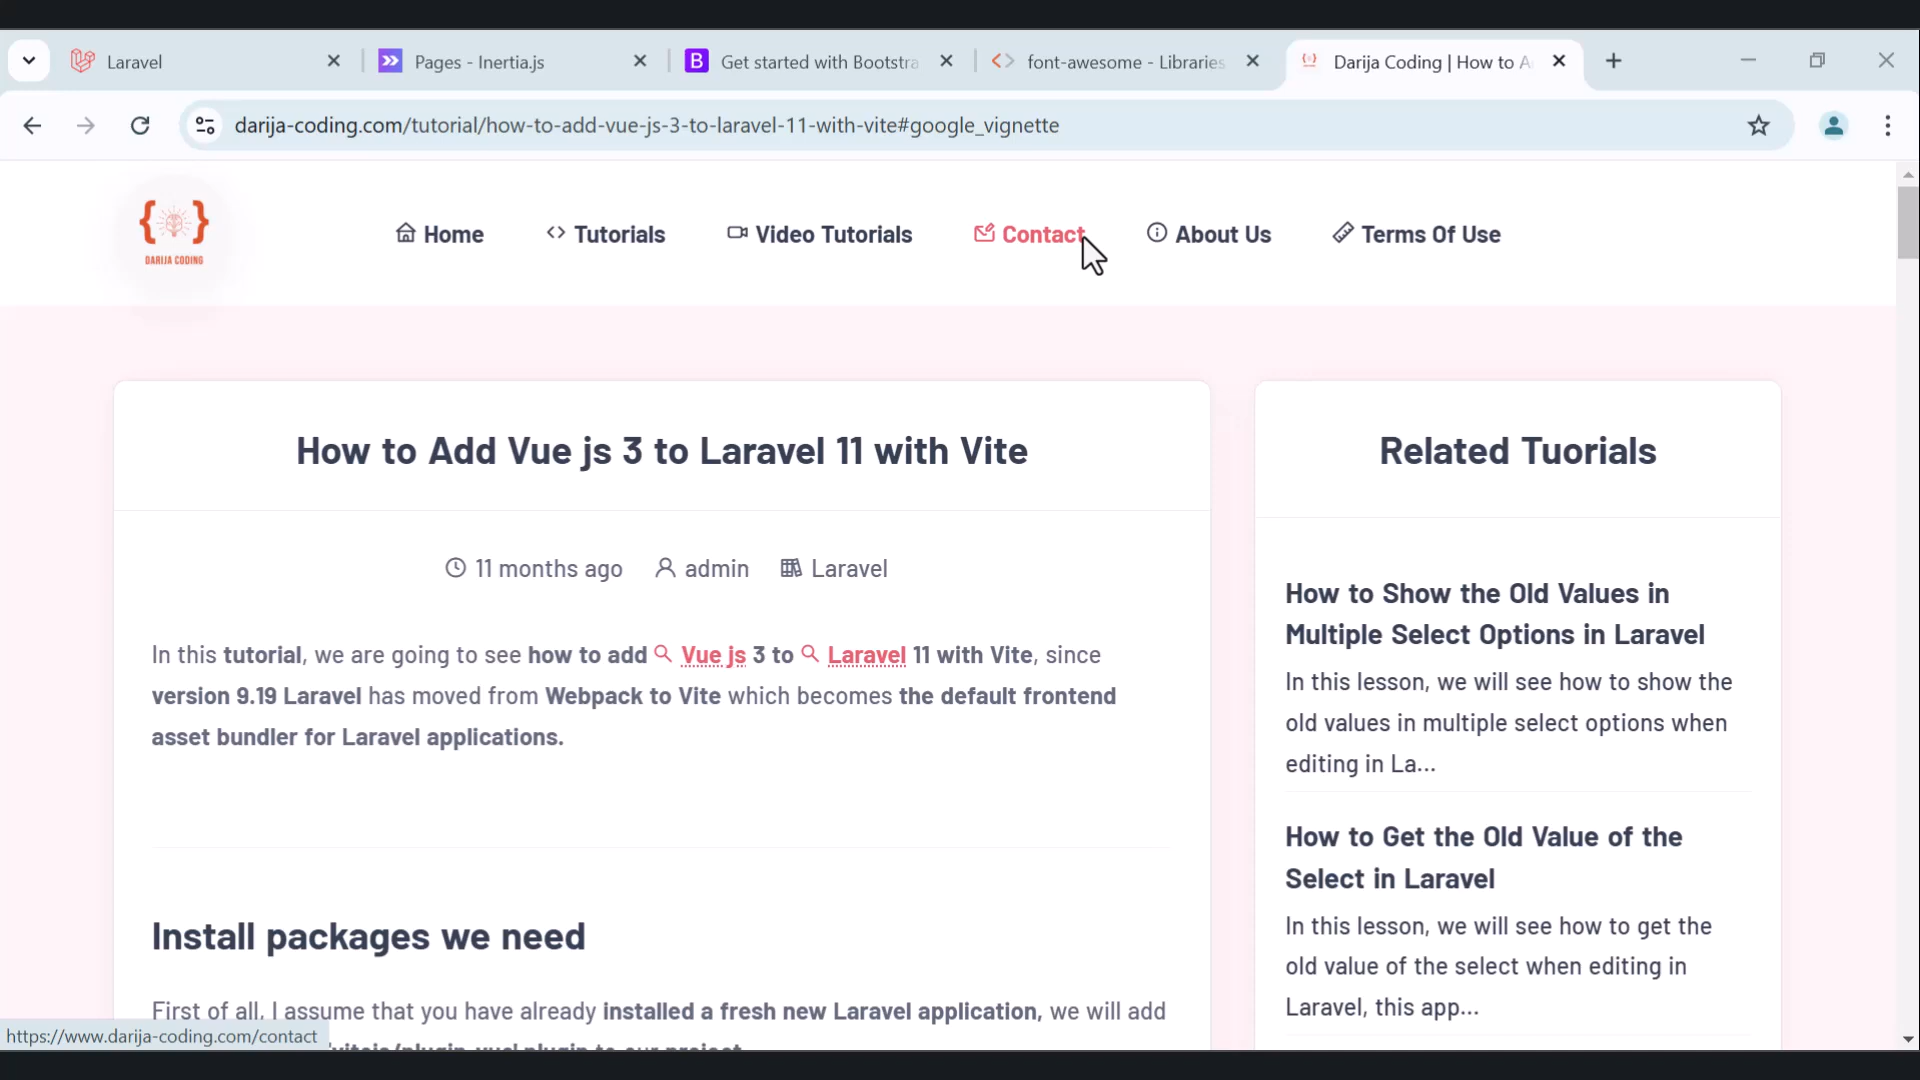 Laravel
Pages - Inertia.js
Get started with Bootstra
font-awesome - Libraries
Darija Coding | How to A
darija-coding.com/tutorial/how-to-add-vue-js-3-to-laravel-11-with-vite#google_vignette
DARIJA CODING
Home
Tutorials
Video Tutorials
Contact
About Us
Terms Of Use
How to Add Vue js 3 to Laravel 11 with Vite
11 months ago admin Laravel
In this tutorial, we are going to see how to add Vue js 3 to Laravel 11 with Vite, since
version 9.19 Laravel has moved from Webpack to Vite which becomes the default frontend
asset bundler for Laravel applications.
Install packages we need
First of all, I assume that you have already installed a fresh new Laravel application, we will add
'vitejs/plugin-vue' plugin to our project
Related Tuorials
How to Show the Old Values in
Multiple Select Options in Laravel
In this lesson, we will see how to show the
old values in multiple select options when
editing in La...
How to Get the Old Value of the
Select in Laravel
In this lesson, we will see how to get the
old value of the select when editing in
Laravel, this app...
https://www.darija-coding.com/contact